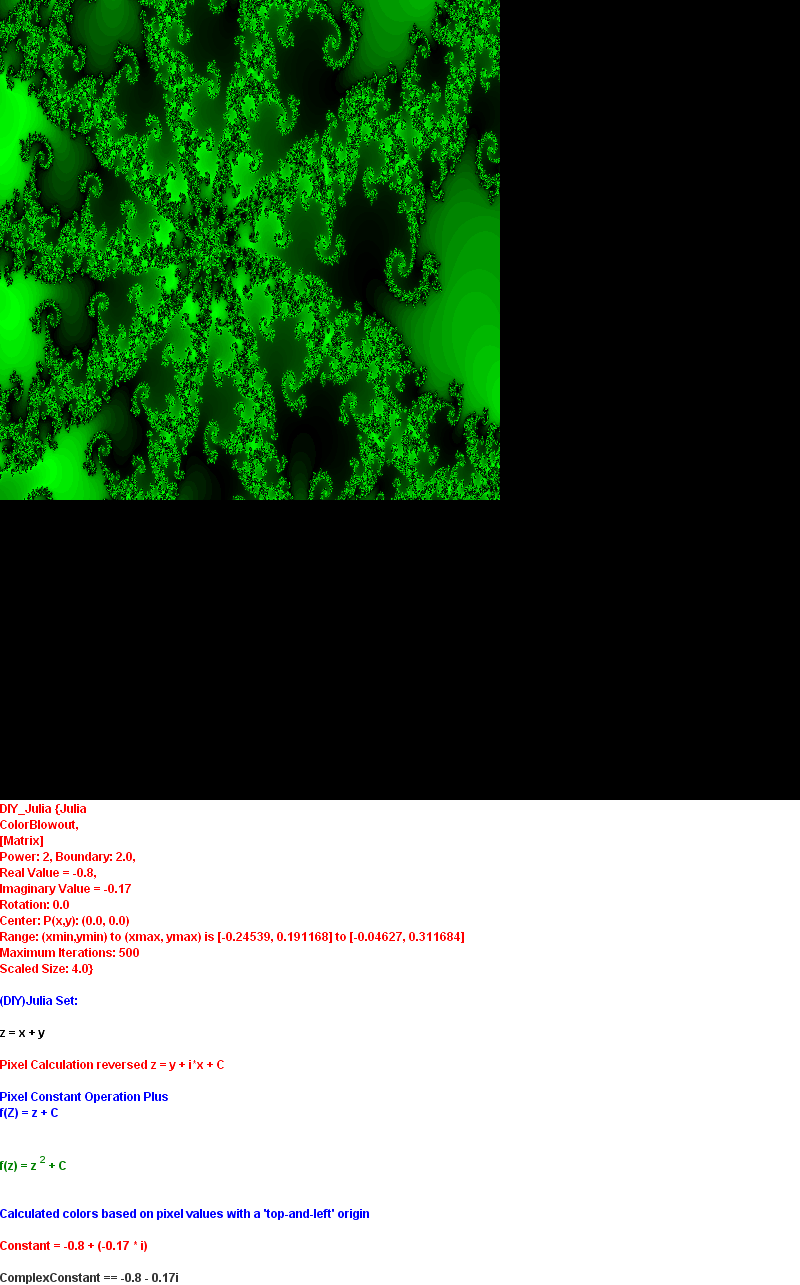 DIY_Julia {Julia
ColorBlowout,
[Matrix]
Power: 2, Boundary: 2.0,
Real Value = -0.8,
Imaginary Value = -0.17
Rotation: 0.0
Center: P(x,y): (0.0, 0.0)
Range: (xmin,ymin) to (xmax, ymax) is [-0.24539, 0.191168] to [-0.04627, 0.311684]
Maximum Iterations: 500
Scaled Size: 4.0}
(DIY)Julia Set:
z = x + y
Pixel Calculation reversed z = y + i*x + C
Pixel Constant Operation Plus
f(Z) = z + C
f(z) = z 2 + C
Calculated colors based on pixel values with a 'top-and-left' origin
Constant = -0.8 + (-0.17 * i)
ComplexConstant == -0.8 - 0.17i